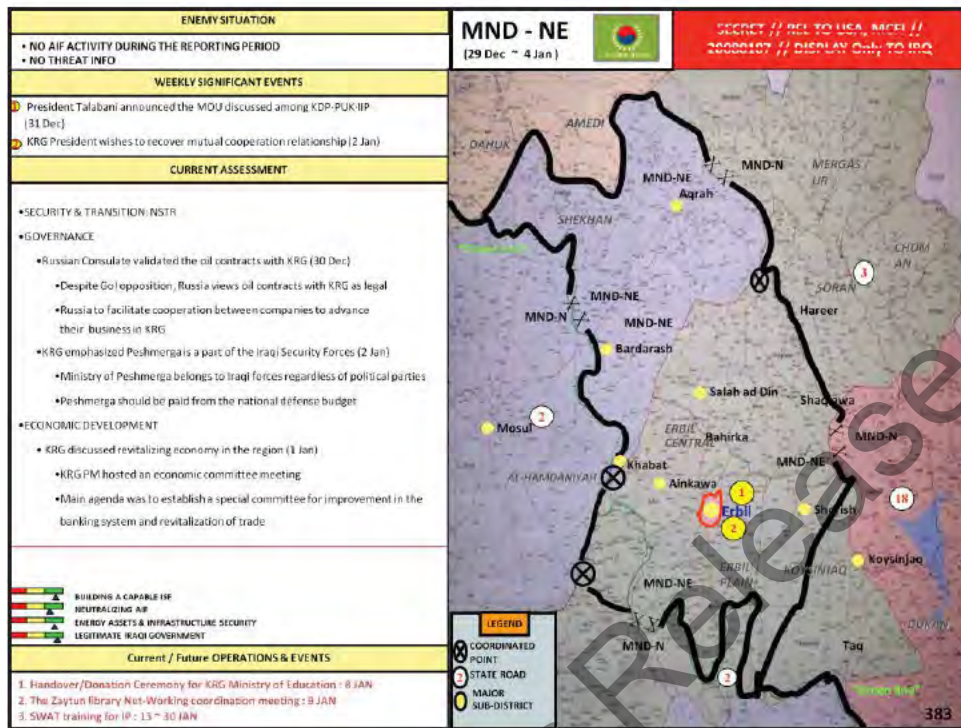 ENEMY SITUATION
• NO AIF ACTIVITY DURING THE REPORTING PERIOD
• NO THREAT INFO
WEEKLY SIGNIFICANT EVENTS
President Talabani announced the MOU discussed among KDP-PUK-IIP
(31 Dec)
KRG President wishes to recover mutual cooperation relationship (2 Jan)
CURRENT ASSESSMENT
•SECURITY & TRANSITION: NSTR
•GOVERNANCE
•Russian Consulate validated the oil contracts with KRG (30 Dec)
•Despite GoI opposition, Russia views oil contracts with KRG as legal
•Russia to facilitate cooperation between companies to advance
their business in KRG
•KRG emphasized Peshmerga is a part of the Iraqi Security Forces (2 Jan)
•Ministry of Peshmerga belongs to Iraqi forces regardless of political parties
•Peshmerga should be paid from the national defense budget
•ECONOMIC DEVELOPMENT
• KRG discussed revitalizing economy in the region (1 Jan)
•KRG PM hosted an economic committee meeting
•Main agenda was to establish a special committee for improvement in the
banking system and revitalization of trade
BUILDING A CAPABLE ISF
NEUTRALIZING AIF
ENERGY ASSETS & INFRASTRUCTURE SECURITY
LEGITIMATE IRAQI GOVERNMENT
Current / Future OPERATIONS & EVENTS
1. Handover/Donation Ceremony for KRG Ministry of Education : 8 JAN
2. The Zaytun library Net-Working coordination meeting : 9 JAN
3. SWAT training for IP : 13 ~ 30 JAN
MND - NE
(29 Dec ~ 4 Jan)
SECRET // REL TO USA, MCFI //
20080107 // DISPLAY Only TO IRQ
AMEDI
DAHUK
MND-NE
MND-N
MERGAS
UR
Aqrah
SHEKHAN
CHOM
AN
3
SORAN
MND-NE
Hareer
MND-N
MND-NE
Bardarash
Salah ad Din
2
Mosul
ERBIL
CENTRAL
Bahirka
MND-N
Khabat
MND-NE
AL-HAMDANIYAH
Ainkawa
1
18
Erbil
2
ERBIL
PLAIN
KOYSINJAQ
Koysinjaq
MND-NE
DUKAN
MND-N
Taq
2
"Green line"
LEGEND
COORDINATED
POINT
2 STATE ROAD
MAJOR
SUB-DISTRICT
383
Release